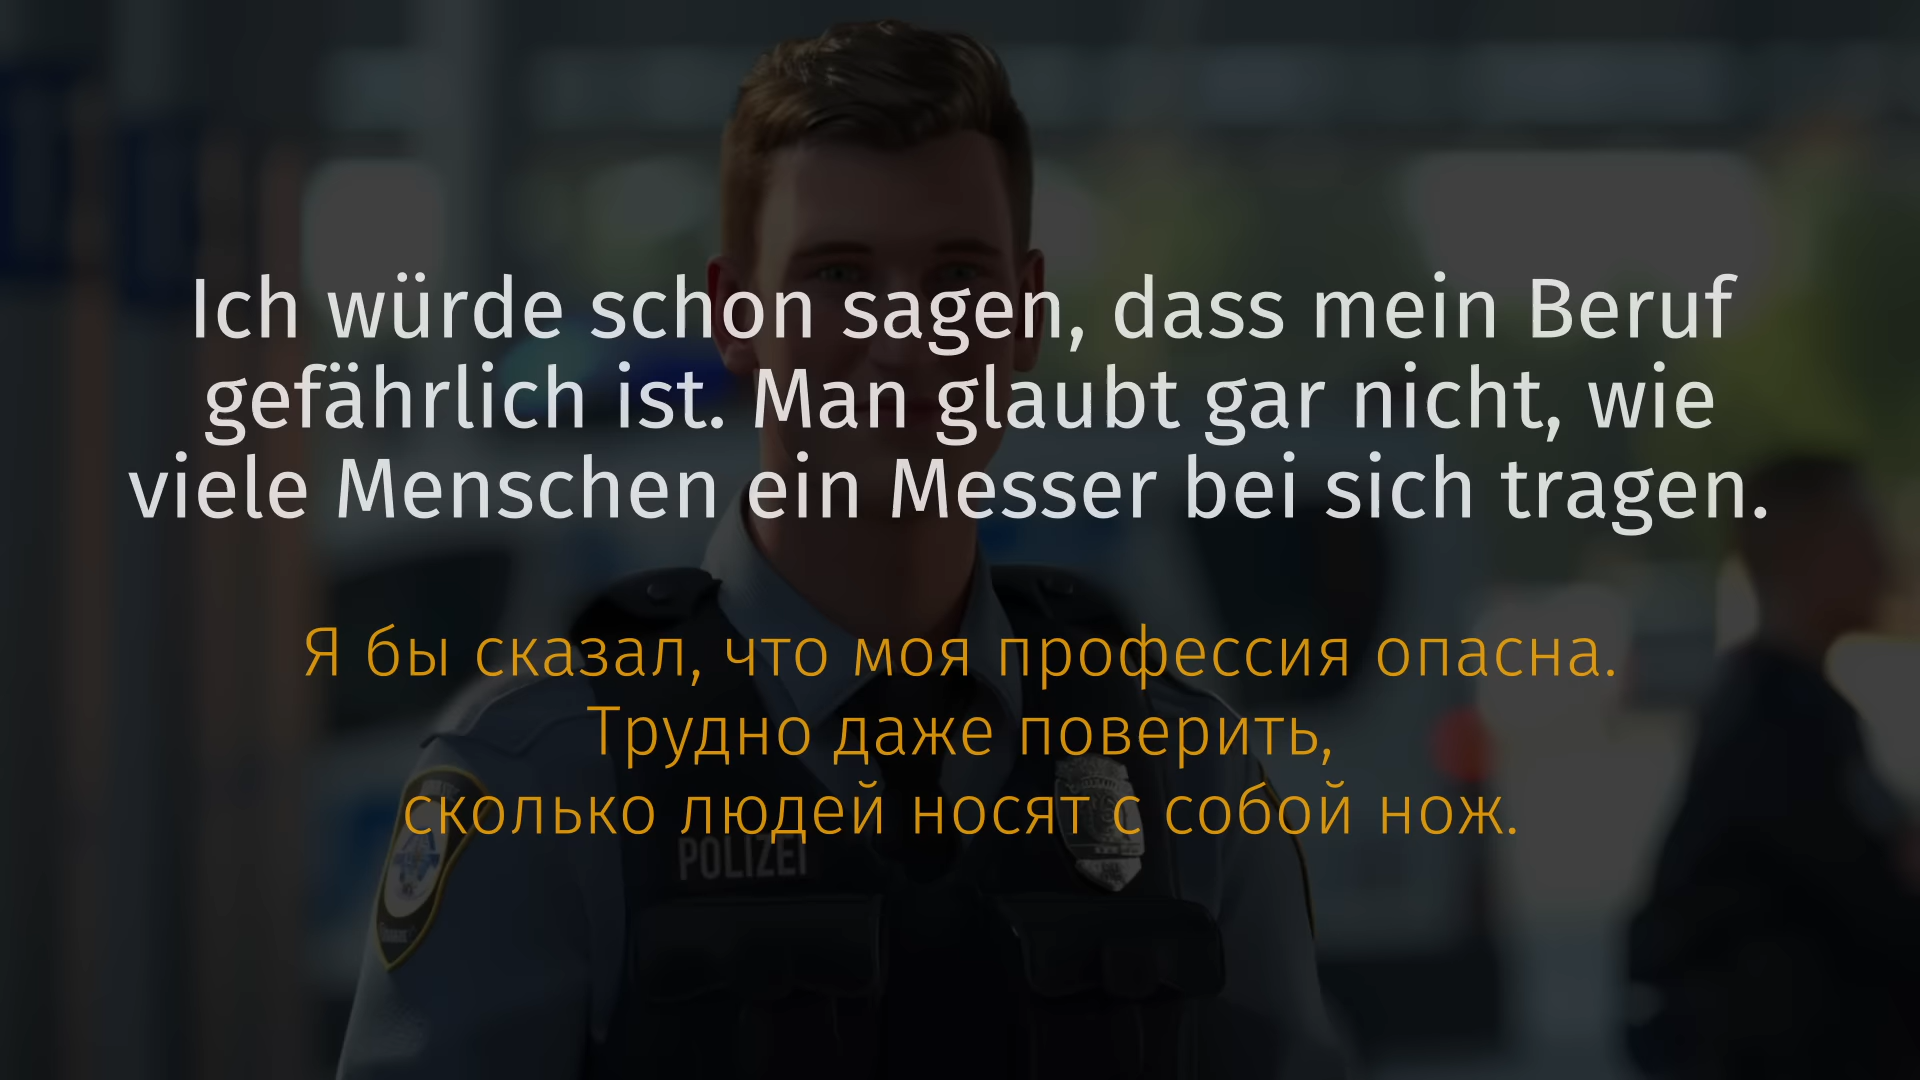 Ich würde schon sagen, dass mein Beruf
gefährlich ist. Man glaubt gar nicht, wie
viele Menschen ein Messer bei sich tragen.
Я бы сказал, что моя профессия опасна.
Трудно даже поверить,
сколько людей носят с собой нож.
POLIZEI